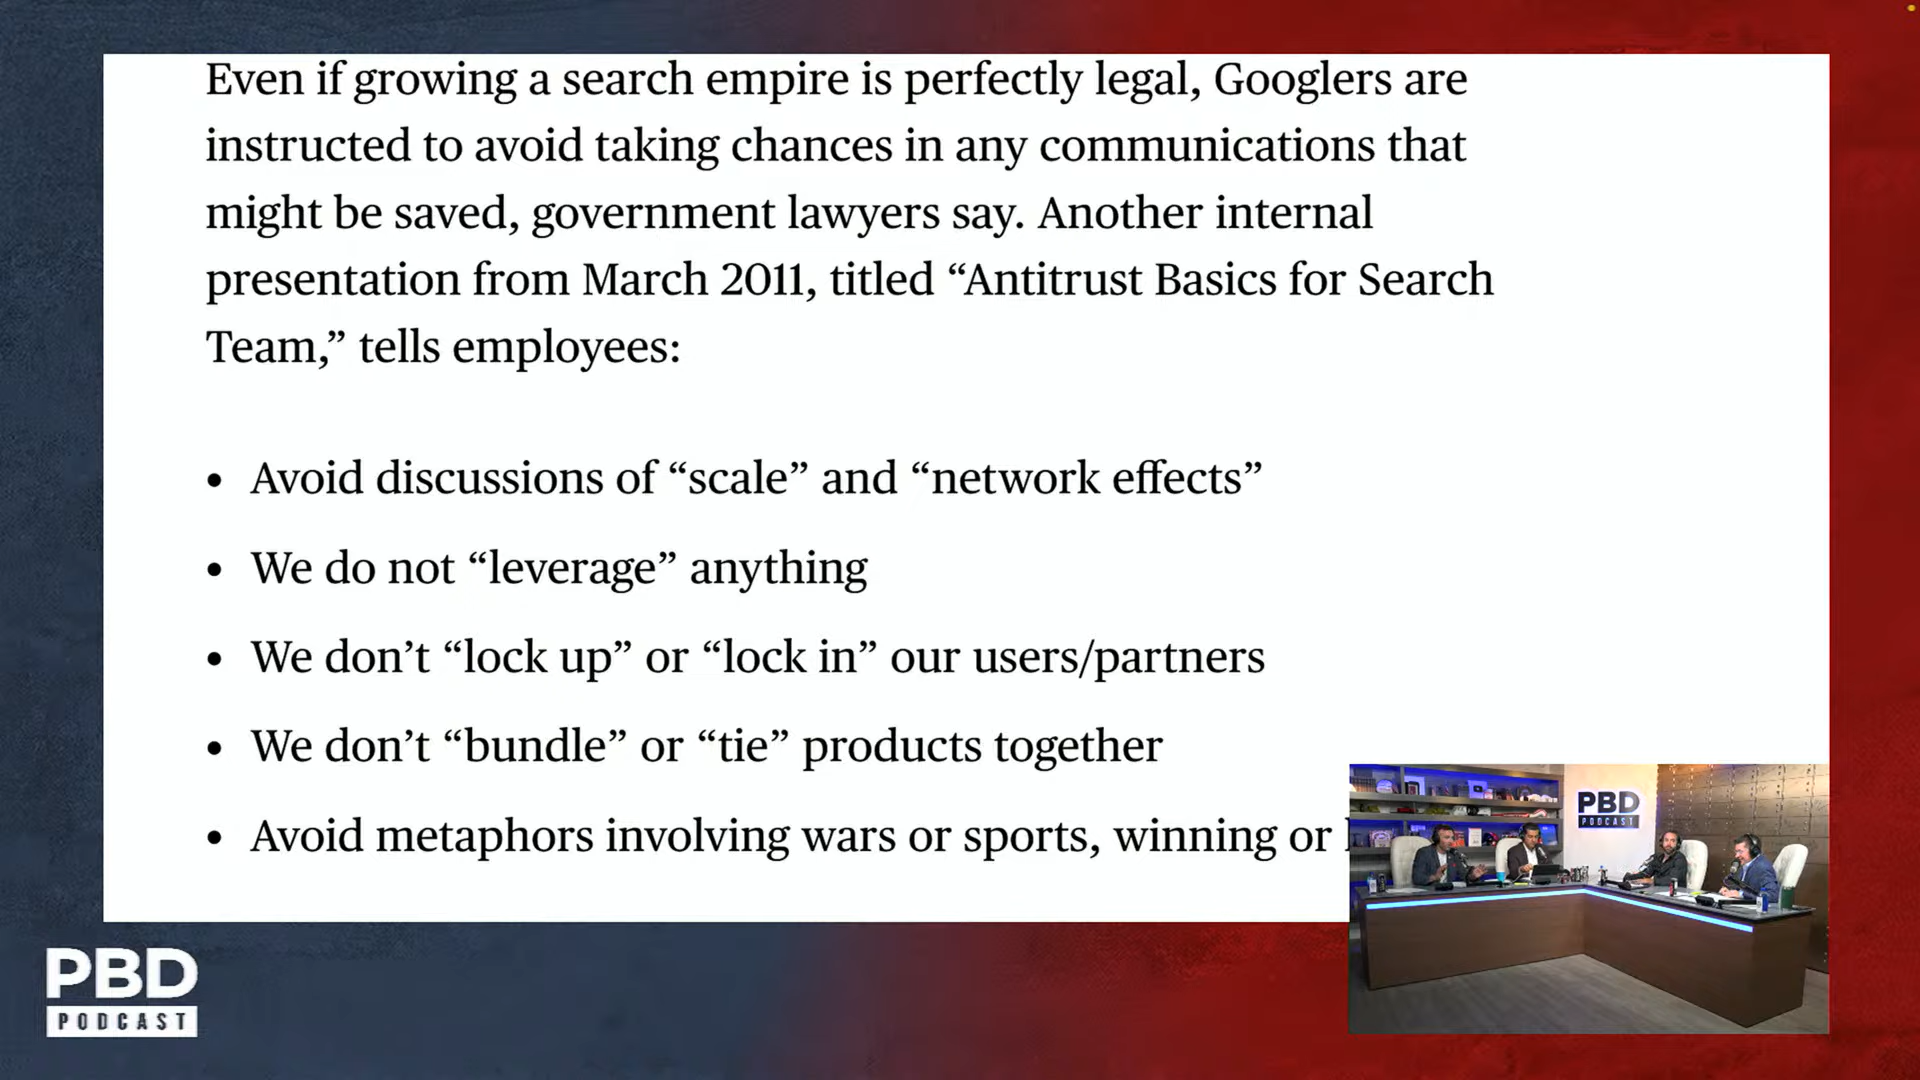 Even if growing a search empire is perfectly legal, Googlers are
instructed to avoid taking chances in any communications that
might be saved, government lawyers say. Another internal
presentation from March 2011, titled “Antitrust Basics for Search
Team,” tells employees:
• Avoid discussions of “scale” and “network effects”
• We do not “leverage” anything
• We don’t “lock up” or “lock in” our users/partners
• We don’t “bundle” or “tie” products together
• Avoid metaphors involving wars or sports, winning or
PBD
PODCAST
PBD
PODCAST